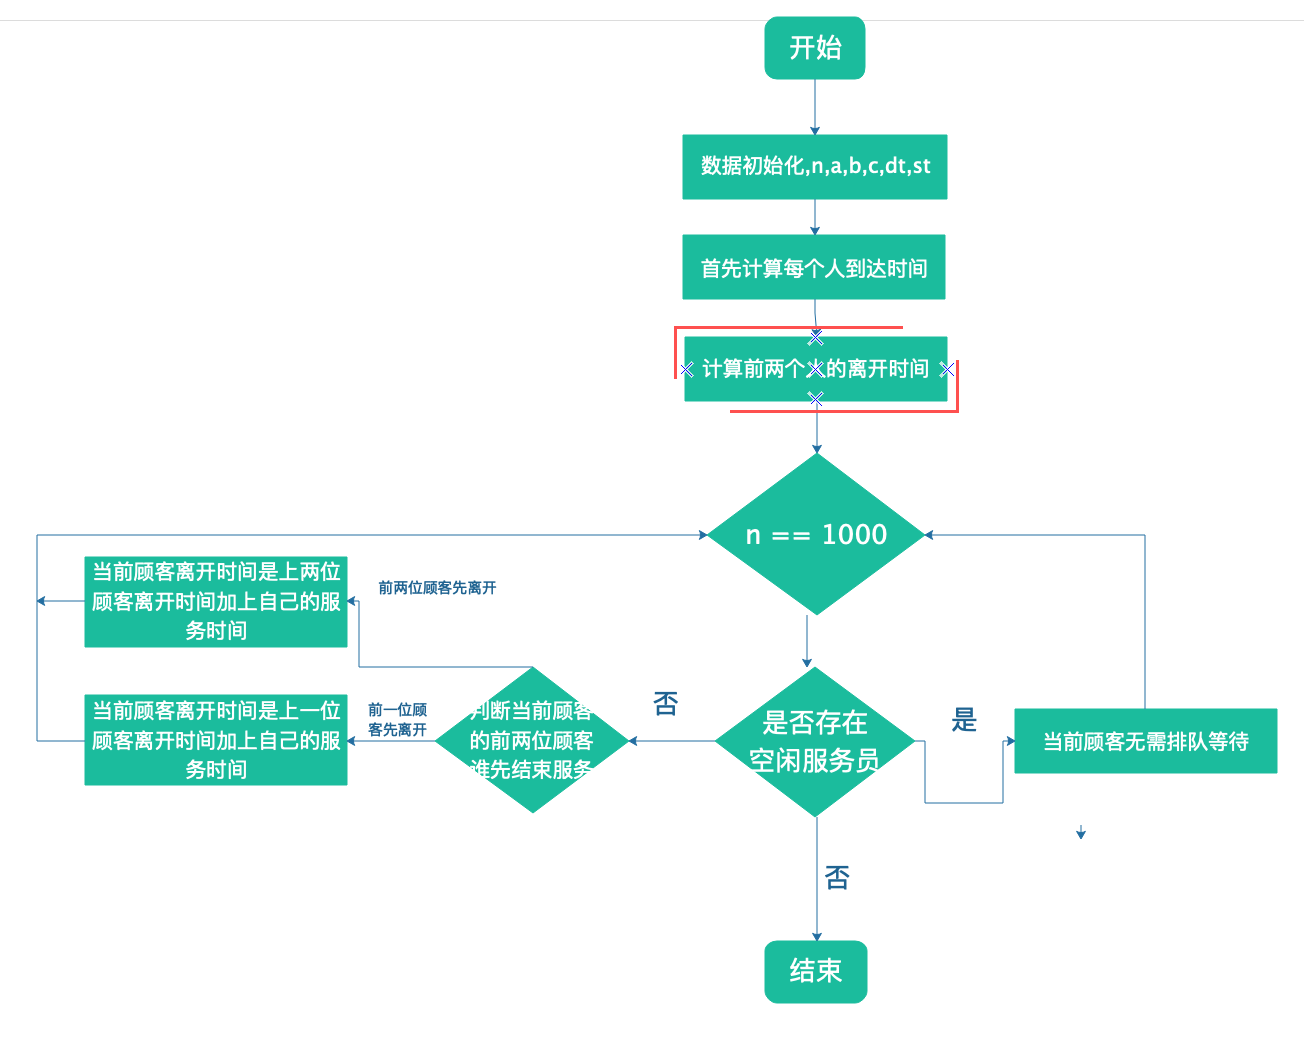 开始
数据初始化,n,a,b,c,dt,st
首先计算每个人到达时间
计算前两个人的离开时间
n == 1000
当前顾客离开时间是上两位
顾客离开时间加上自己的服
务时间
前两位顾客先离开
当前顾客离开时间是上一位
顾客离开时间加上自己的服
务时间
前一位顾
客先离开
判断当前顾客
的前两位顾客
谁先结束服务
否
是否存在
空闲服务员
是
当前顾客无需排队等待
否
结束